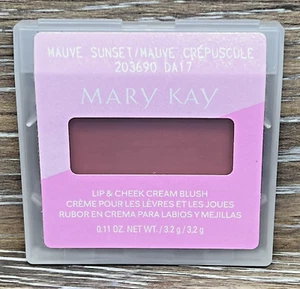 MAUVE SUNSET/MAUVE CRÉPUSCULE
203690 DA17
MARY KAY
LIP & CHEEK CREAM BLUSH
CRÈME POUR LES LÈVRES ET LES JOUES
RUBOR EN CREMA PARA LABIOS Y MEJILLAS
0.11 OZ. NET WT. / 3.2 g / 3,2 g